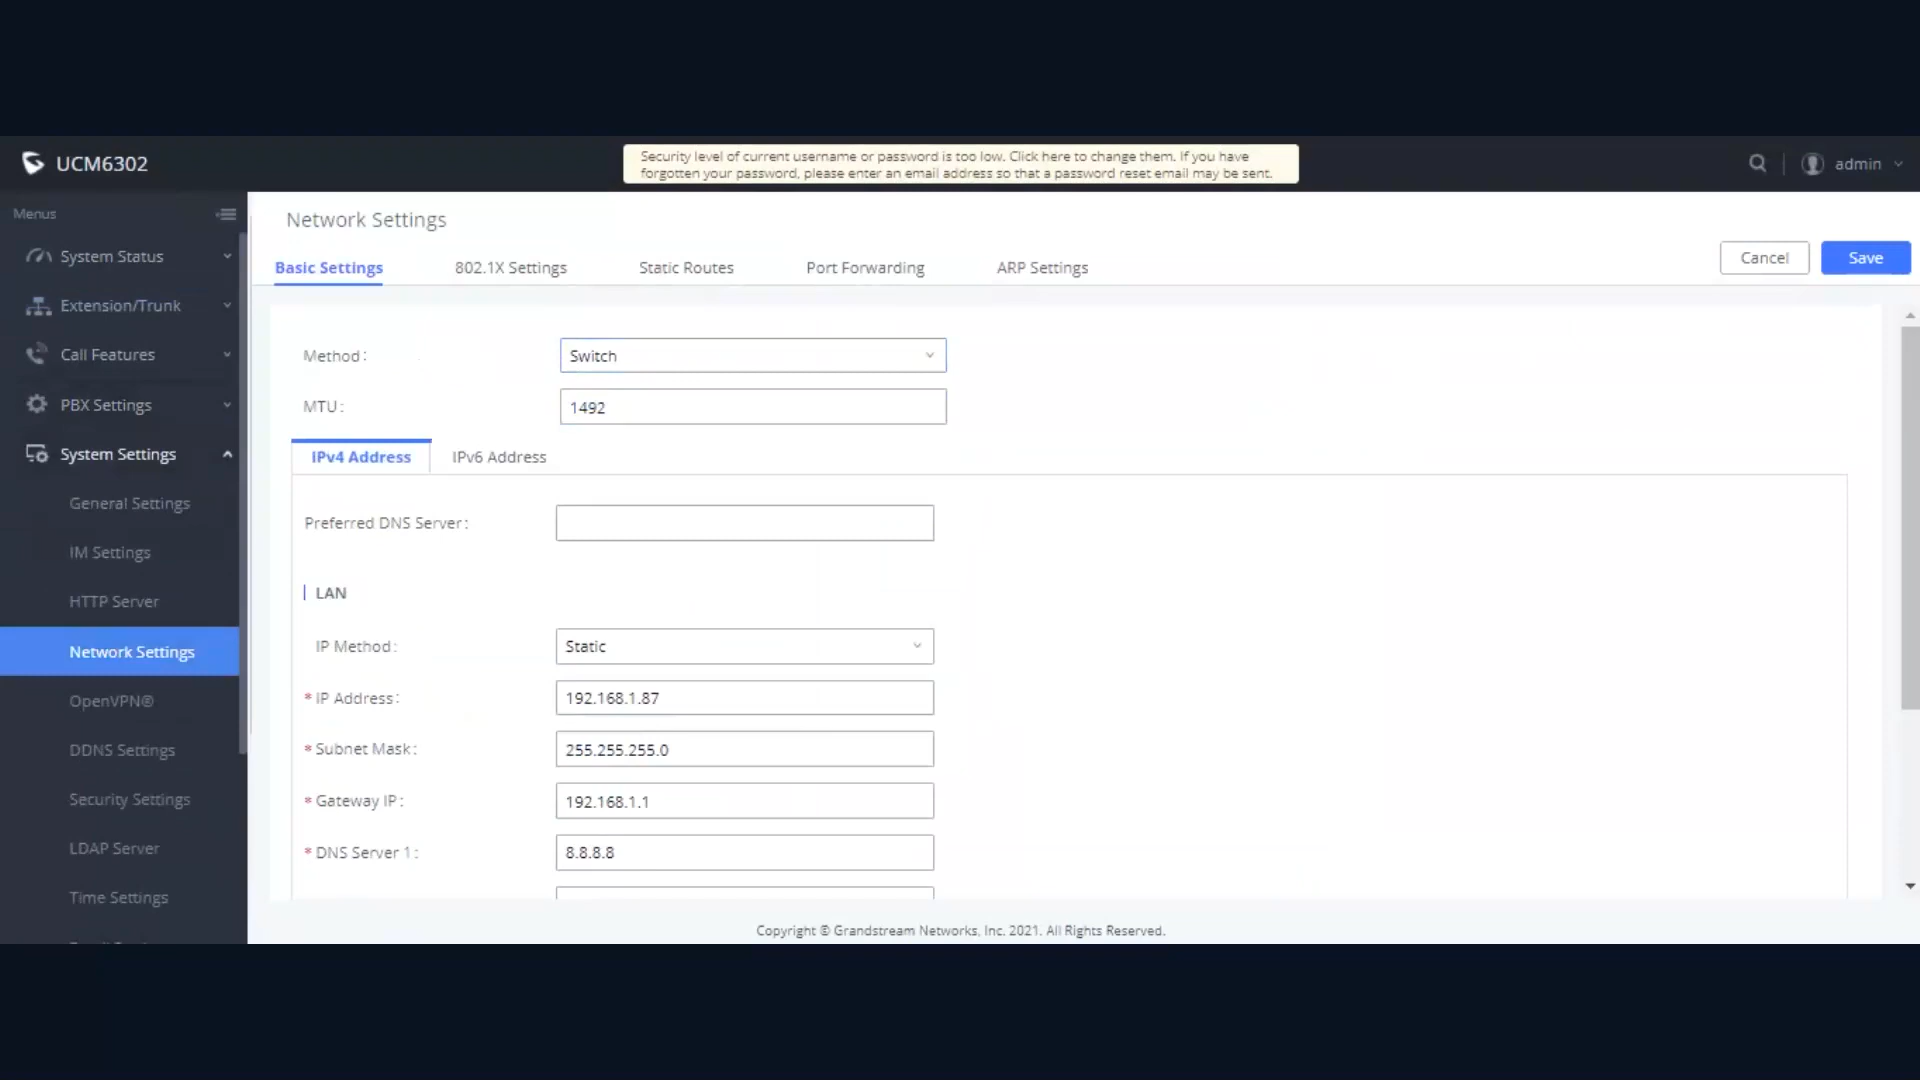 UCM6302
Security level of current username or password is too low. Click here to change them. If you have
forgotten your password, please enter an email address so that a password reset email may be sent.
admin
Menus
System Status
Extension/Trunk
Call Features
PBX Settings
System Settings
General Settings
IM Settings
HTTP Server
Network Settings
OpenVPN®
DDNS Settings
Security Settings
LDAP Server
Time Settings
Network Settings
Basic Settings
802.1X Settings
Static Routes
Port Forwarding
ARP Settings
Cancel
Save
Method:
Switch
MTU:
1492
IPv4 Address
IPv6 Address
Preferred DNS Server:
LAN
IP Method:
Static
* IP Address:
192.168.1.87
* Subnet Mask:
255.255.255.0
* Gateway IP:
192.168.1.1
* DNS Server 1:
8.8.8.8
Copyright © Grandstream Networks, Inc. 2021. All Rights Reserved.